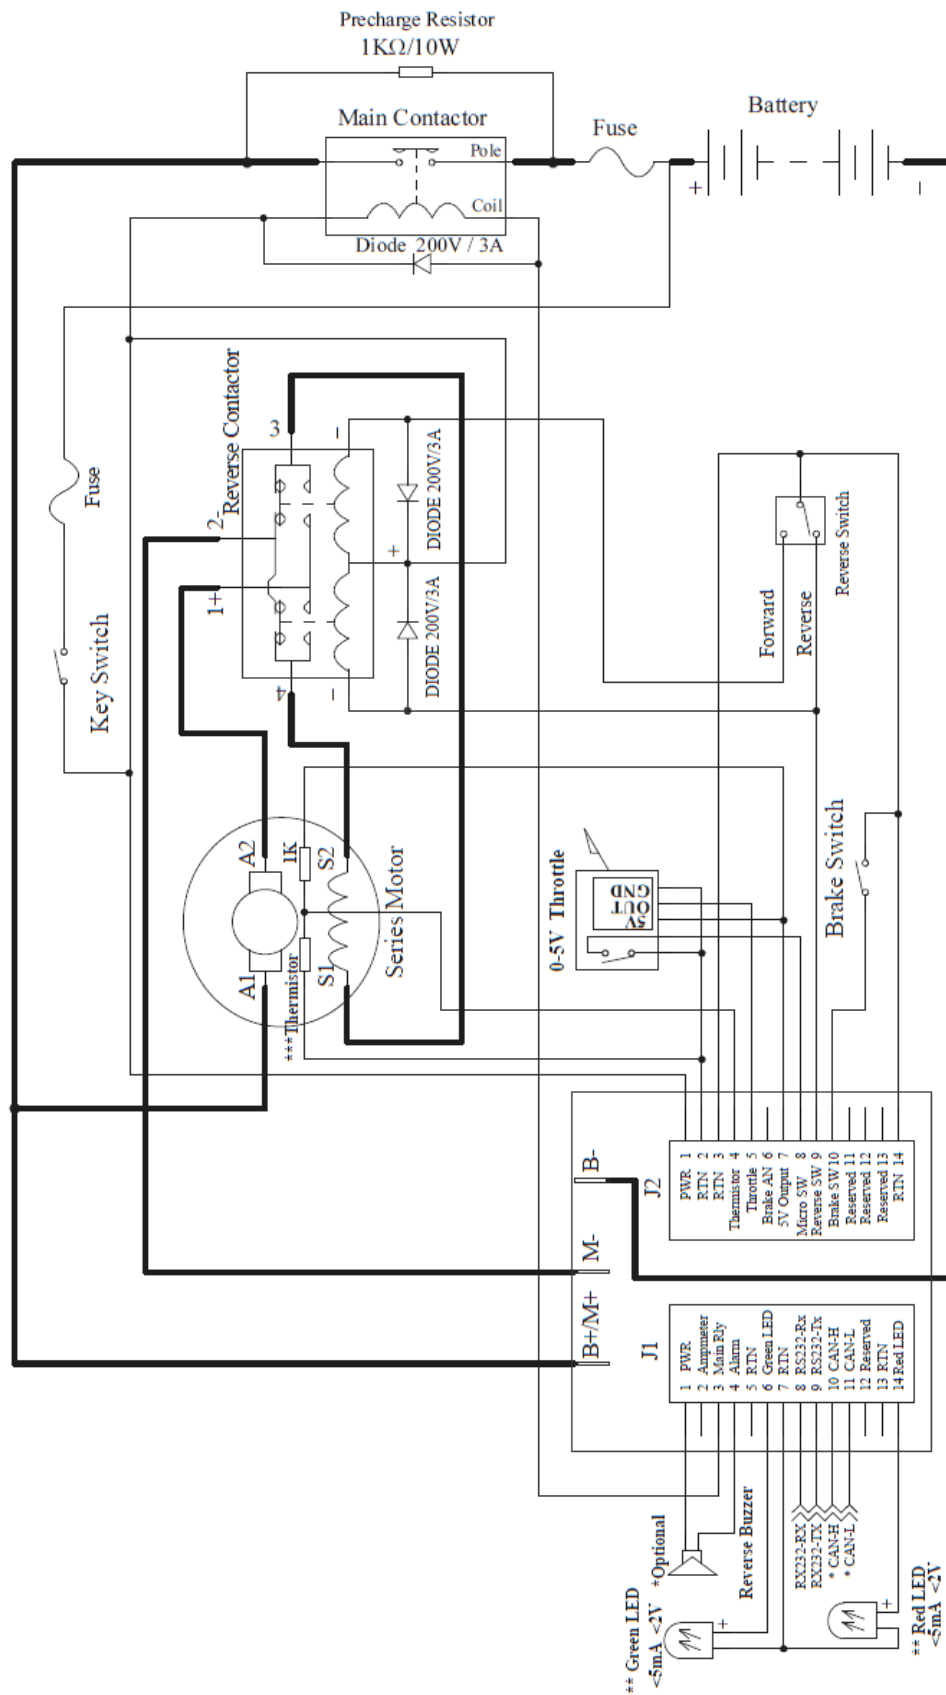 Precharge Resistor
1KΩ/10W
Main Contactor
Pole
Coil
Diode 200V / 3A
Fuse
Battery
+
−
Fuse
Key Switch
Reverse Contactor
3
2-
1+
4
−
+
−
DIODE 200V/3A
DIODE 200V/3A
Forward
Reverse
Reverse Switch
A2
A1
1K
***Thermistor
S2
S1
Series Motor
0-5V Throttle
GND
OUT
5V
Brake Switch
B-
M-
B+/M+
J2
PWR 1
RTN 2
RTN 3
Thermistor 4
Throttle 5
Brake AN 6
5V Output 7
Micro SW 8
Reverse SW 9
Brake SW 10
Reserved 11
Reserved 12
Reserved 13
RTN 14
J1
1 PWR
2 Ampmeter
3 Main Rly
4 Alarm
5 RTN
6 Green LED
7 RTN
8 RS232-Rx
9 RS232-Tx
10 CAN-H
11 CAN-L
12 Reserved
13 RTN
14 Red LED
*Optional
Reverse Buzzer
RX232-RX
RX232-TX
* CAN-H
* CAN-L
** Green LED
<5mA <2V
+
+
** Red LED
<5mA <2V